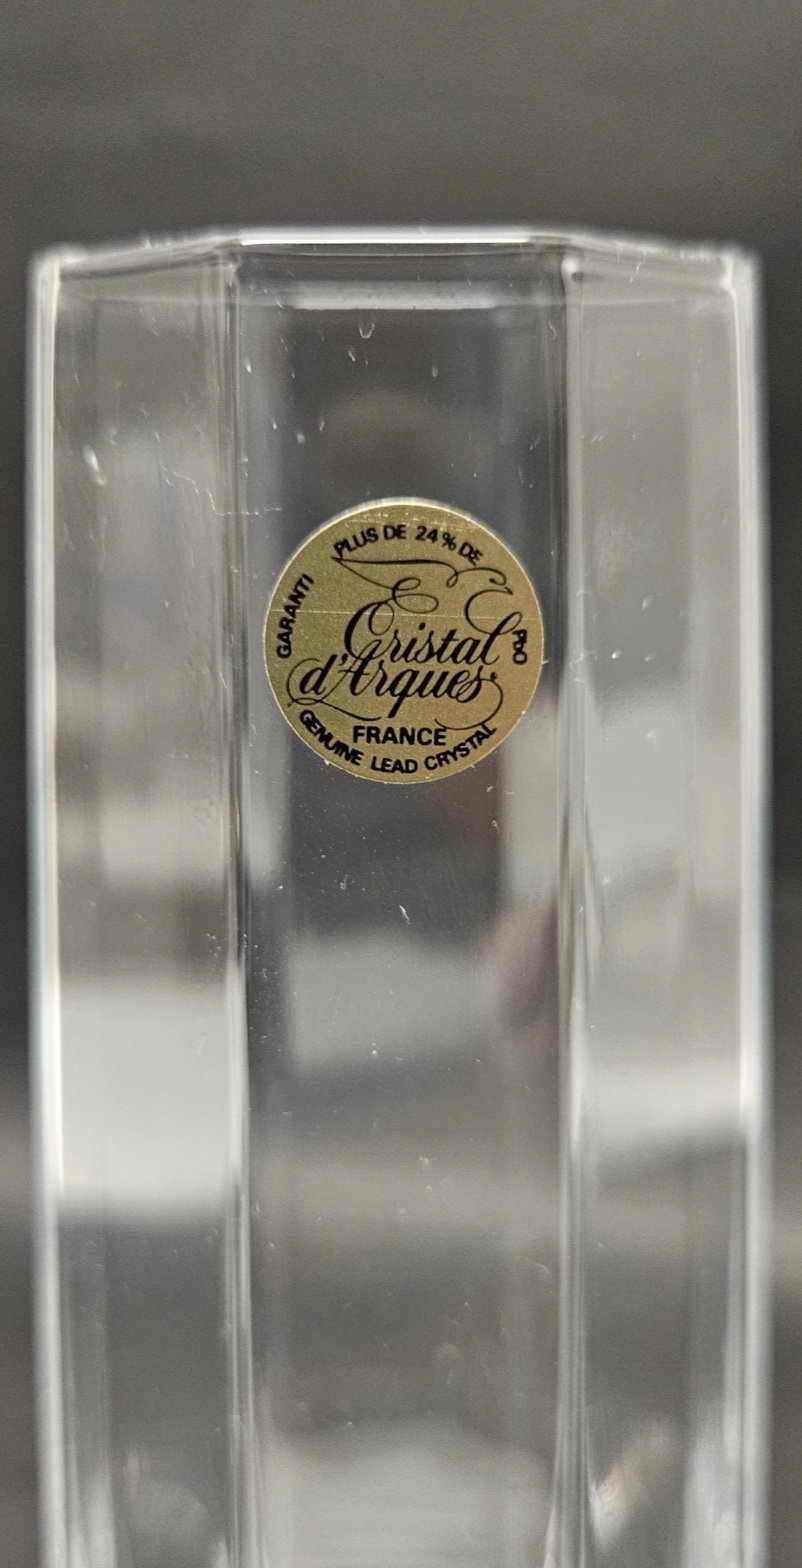 GARANTI PLUS DE 24% DE PbO
Cristal
d'Arques
FRANCE
GENUINE LEAD CRYSTAL